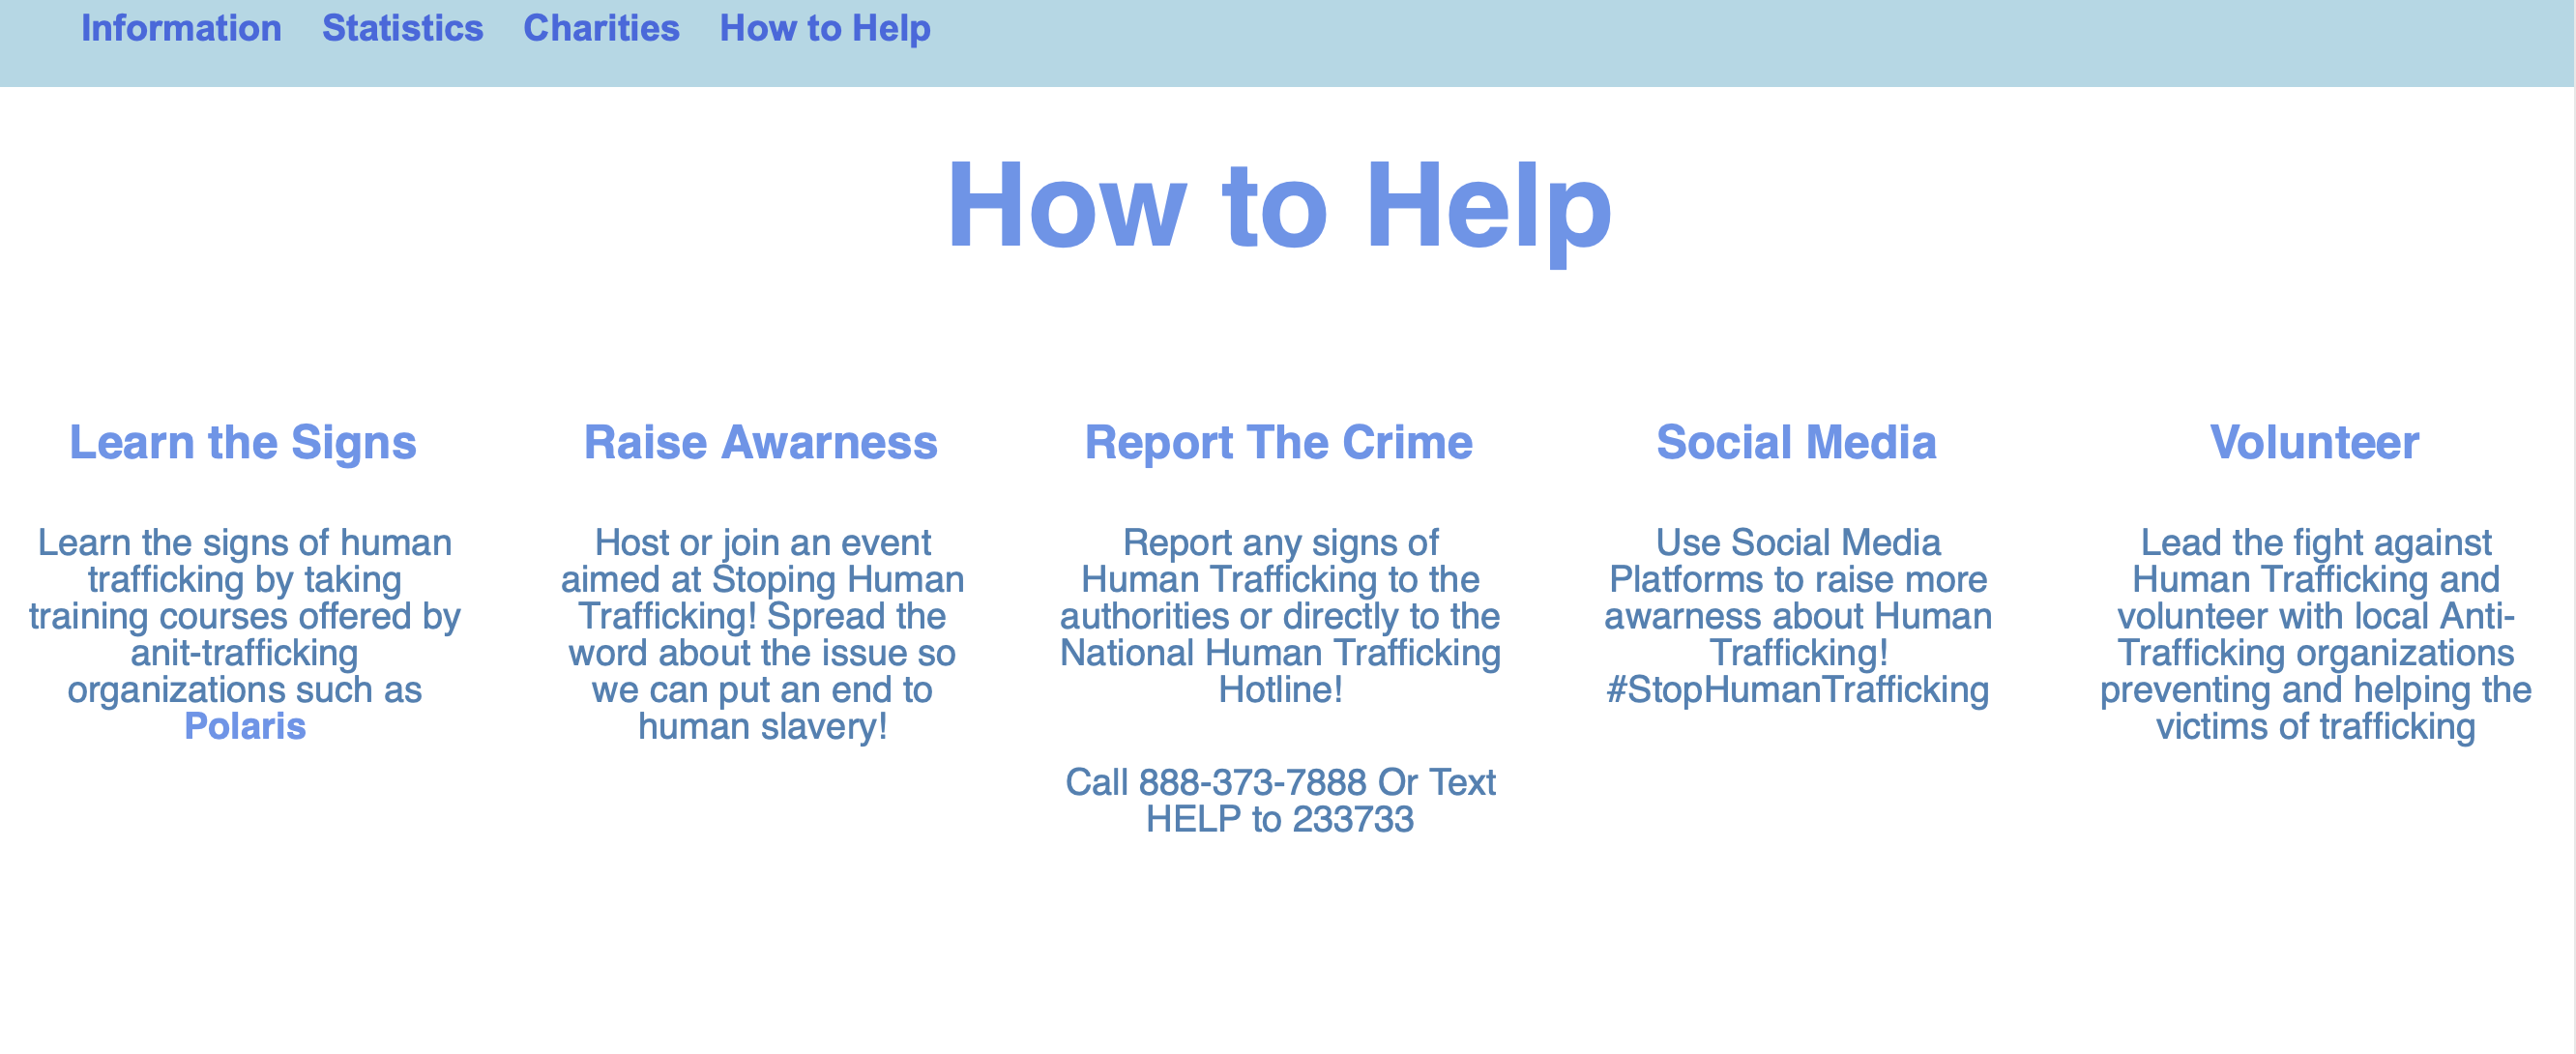 Information Statistics Charities How to Help
How to Help
Learn the Signs
Learn the signs of human
trafficking by taking
training courses offered by
anit-trafficking
organizations such as
Polaris
Raise Awarness
Host or join an event
aimed at Stoping Human
Trafficking! Spread the
word about the issue so
we can put an end to
human slavery!
Report The Crime
Report any signs of
Human Trafficking to the
authorities or directly to the
National Human Trafficking
Hotline!
Call 888-373-7888 Or Text
HELP to 233733
Social Media
Use Social Media
Platforms to raise more
awarness about Human
Trafficking!
#StopHumanTrafficking
Volunteer
Lead the fight against
Human Trafficking and
volunteer with local Anti-
Trafficking organizations
preventing and helping the
victims of trafficking